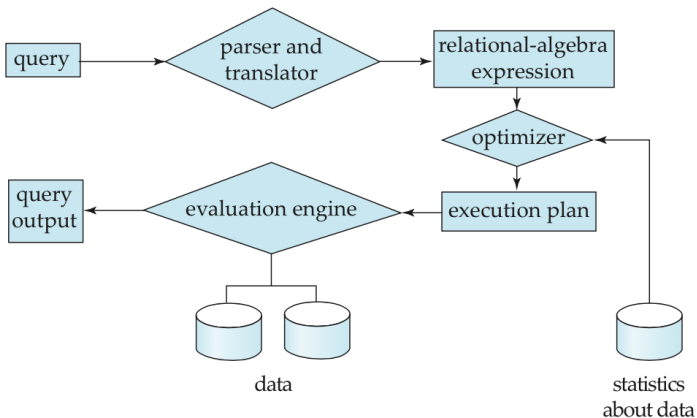 query
parser and
translator
relational-algebra
expression
optimizer
query
output
evaluation engine
execution plan
data
statistics
about data